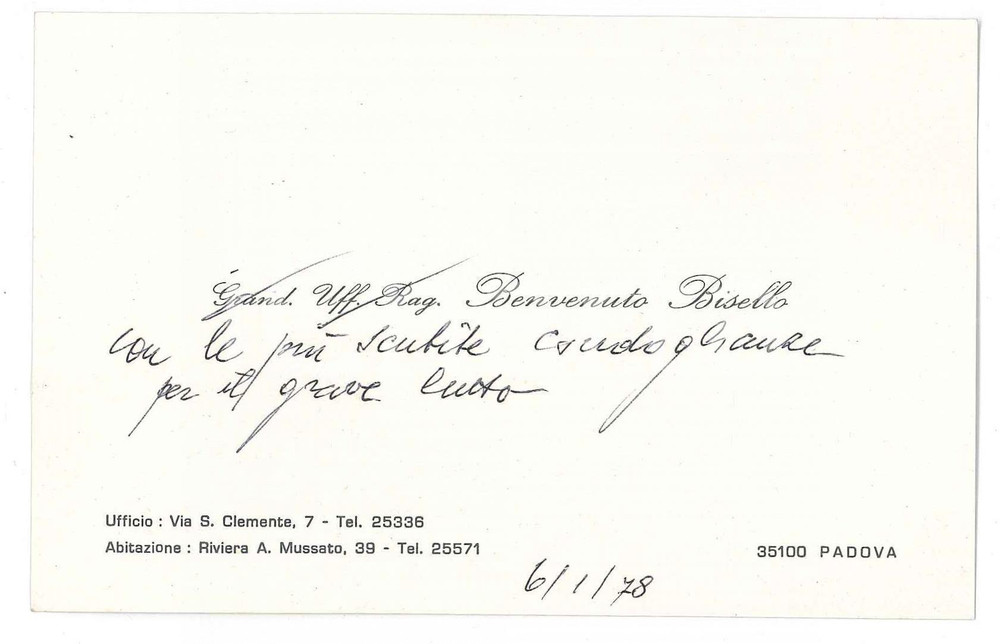 Grand. Uff. Rag. Benvenuto Bisello
con le più sentite condoglianze
per il grave lutto
Ufficio : Via S. Clemente, 7 - Tel. 25336
Abitazione : Riviera A. Mussato, 39 - Tel. 25571
35100 PADOVA
6/1/78